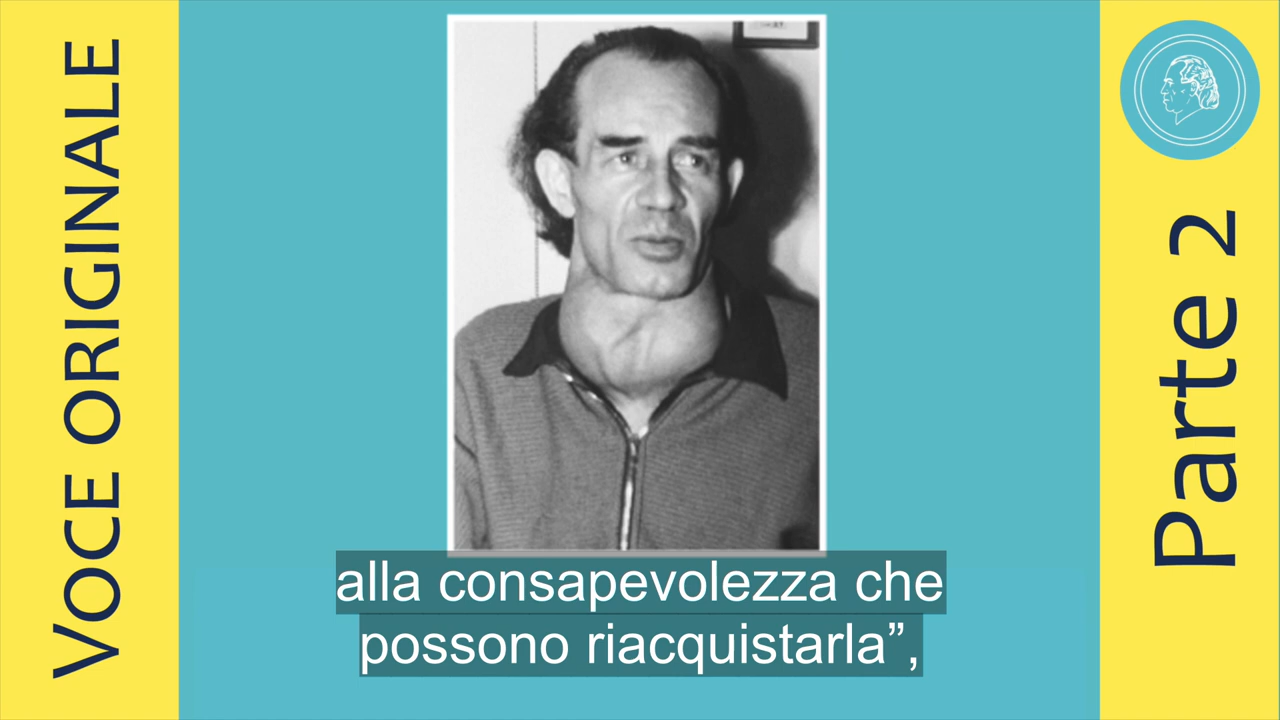 VOCE ORIGINALE
alla consapevolezza che
possono riacquistarla”,
Parte 2